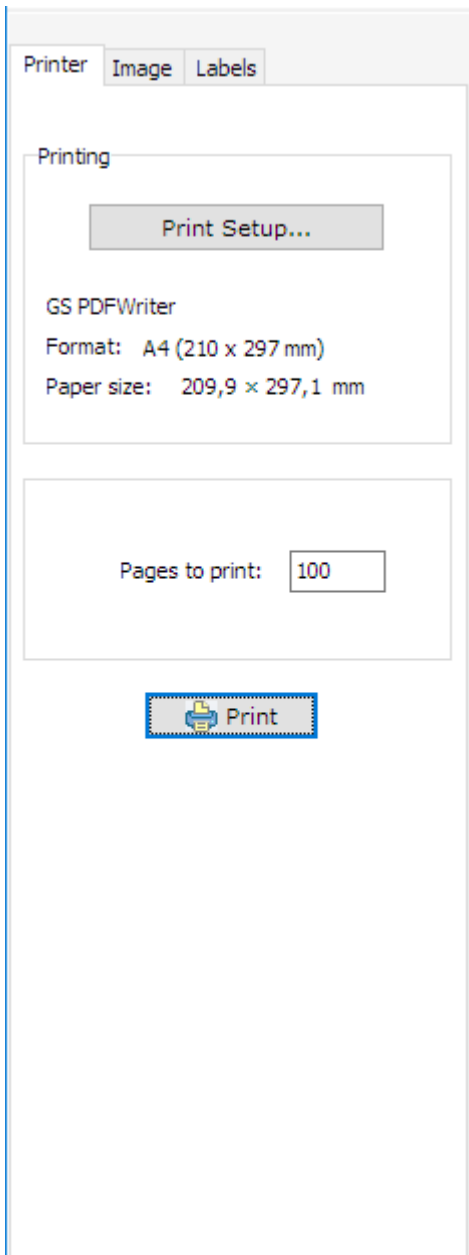 Printer Image Labels
Printing
Print Setup...
GS PDFWriter
Format: A4 (210 x 297 mm)
Paper size: 209,9 × 297,1 mm
Pages to print: 100
Print